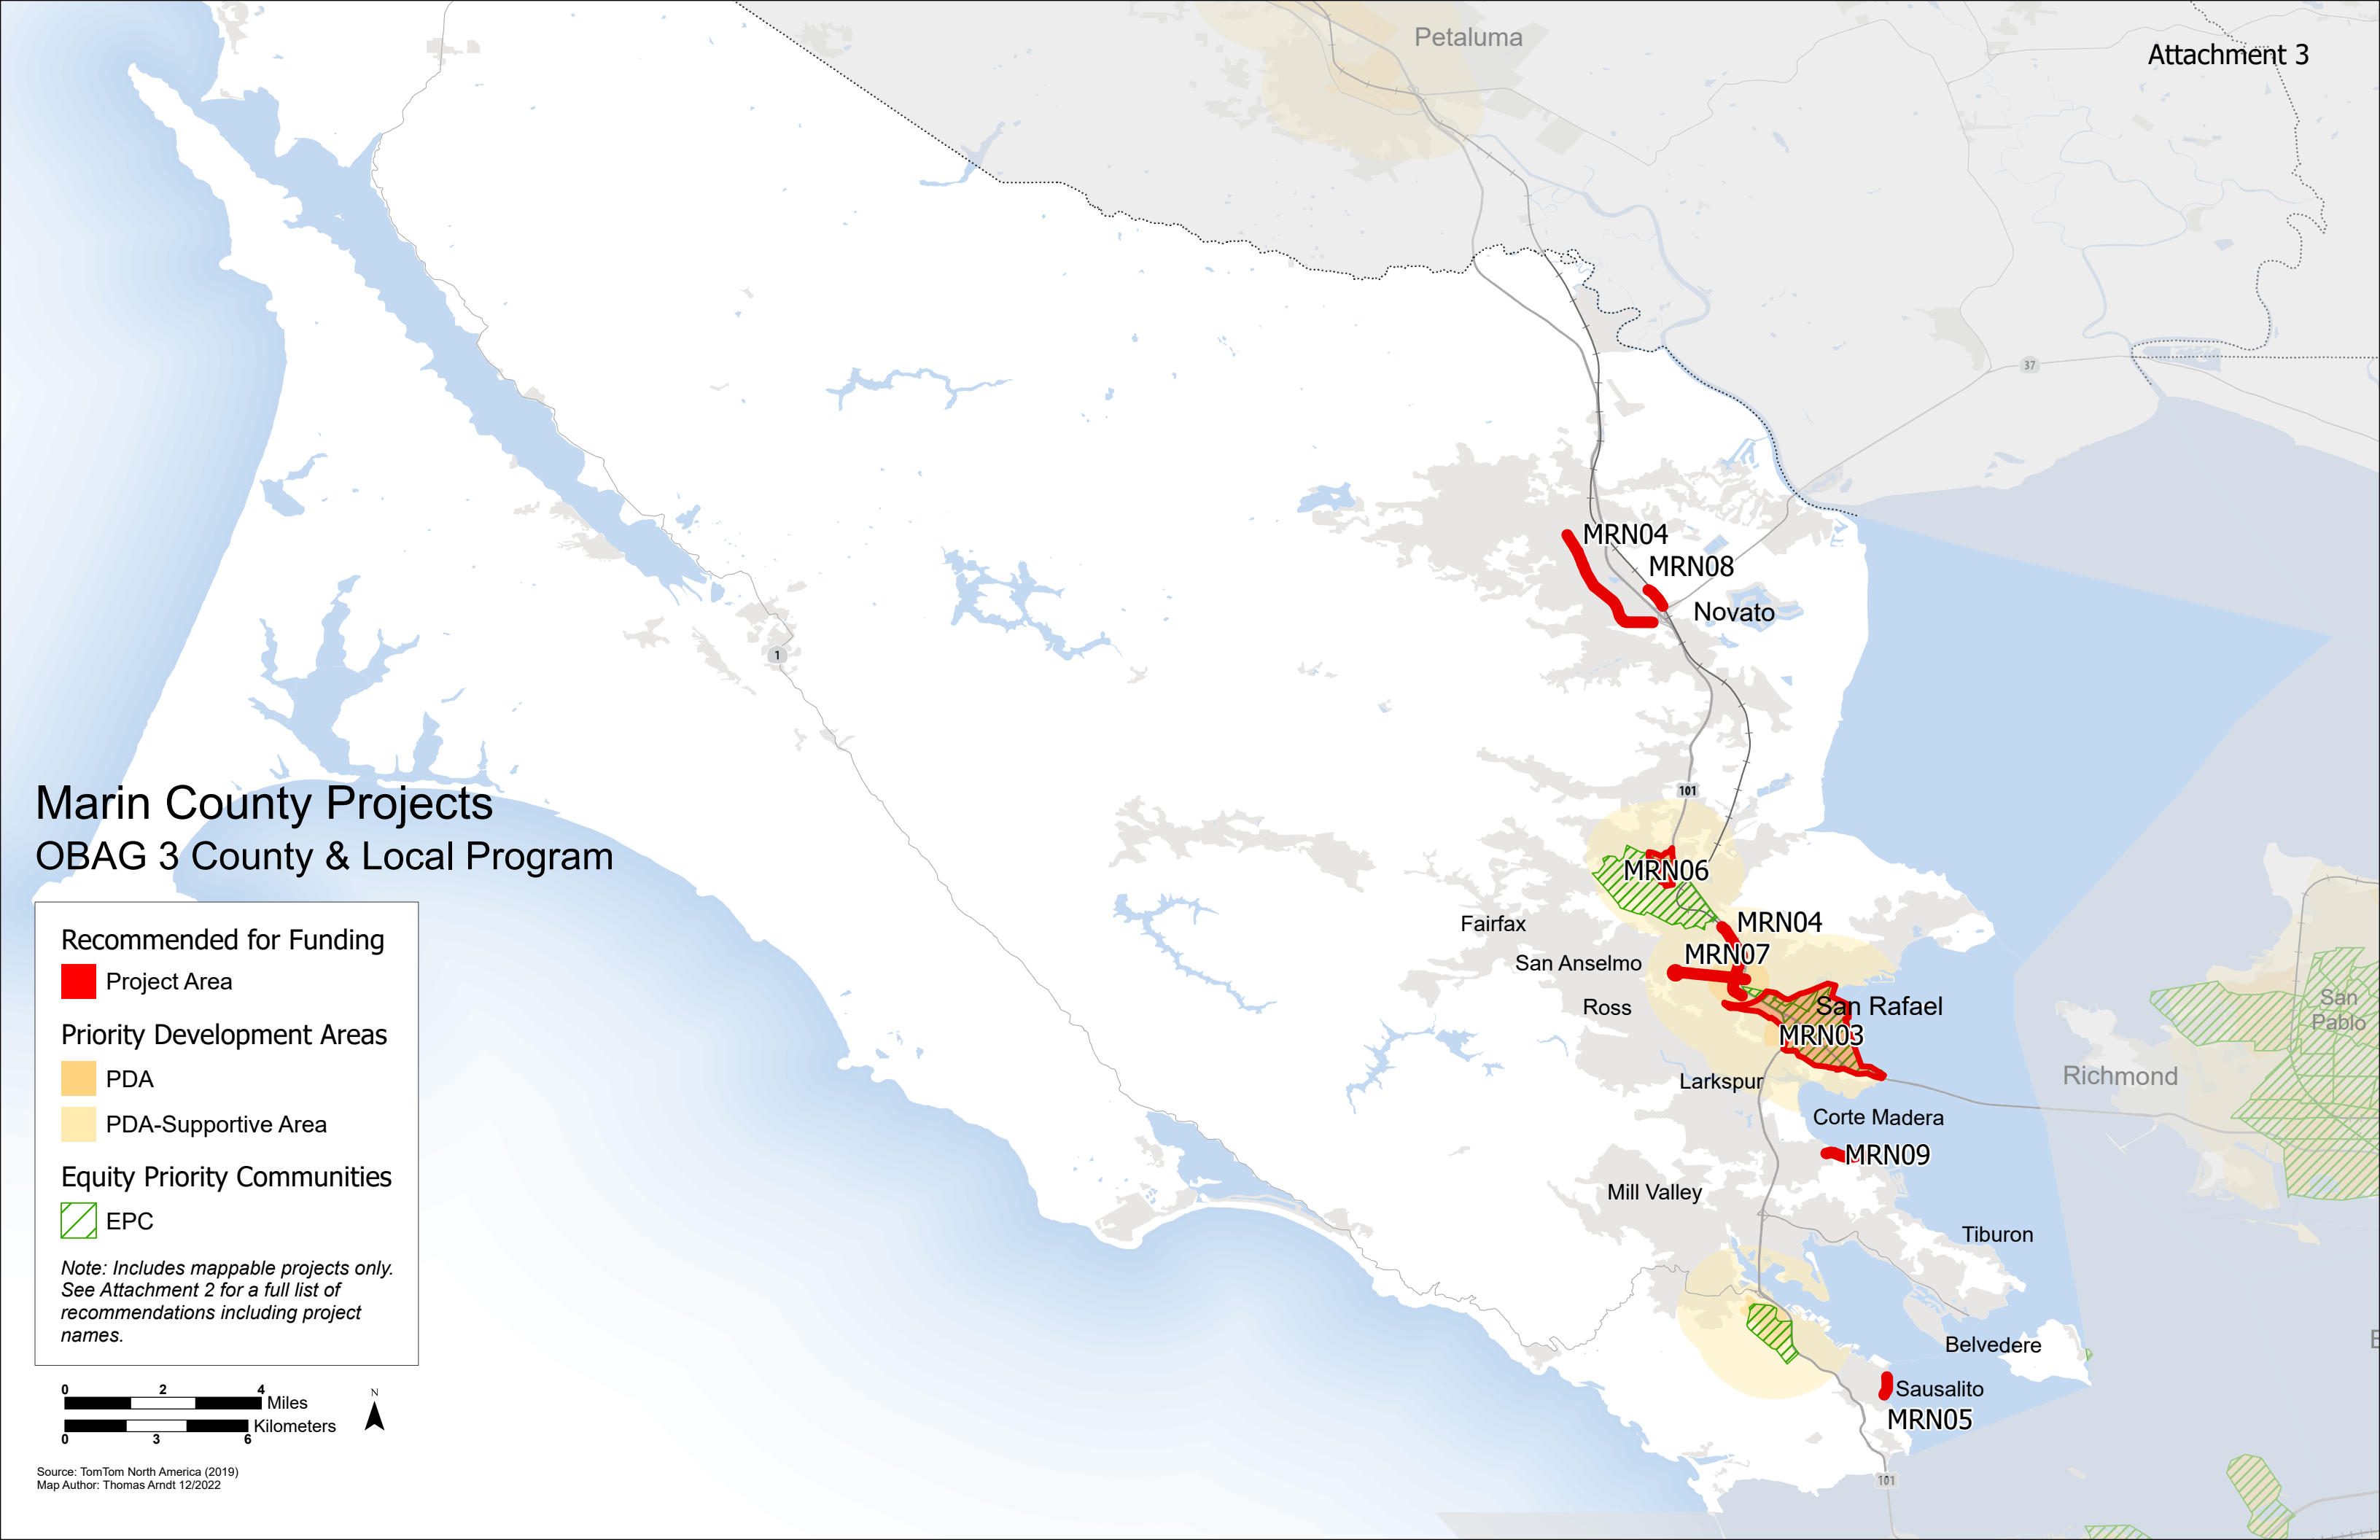 Petaluma
Attachment 3
37
MRN04
MRN08
Novato
1
101
Marin County Projects
OBAG 3 County & Local Program
MRN06
Fairfax
MRN04
MRN07
San Anselmo
Ross
San Rafael
MRN03
San
Pablo
Richmond
Larkspur
Corte Madera
MRN09
Mill Valley
Tiburon
Belvedere
Sausalito
MRN05
101
Recommended for Funding
Project Area
Priority Development Areas
PDA
PDA-Supportive Area
Equity Priority Communities
EPC
Note: Includes mappable projects only.
See Attachment 2 for a full list of
recommendations including project
names.
0 2 4
Miles
Kilometers
0 3 6
N
Source: TomTom North America (2019)
Map Author: Thomas Arndt 12/2022